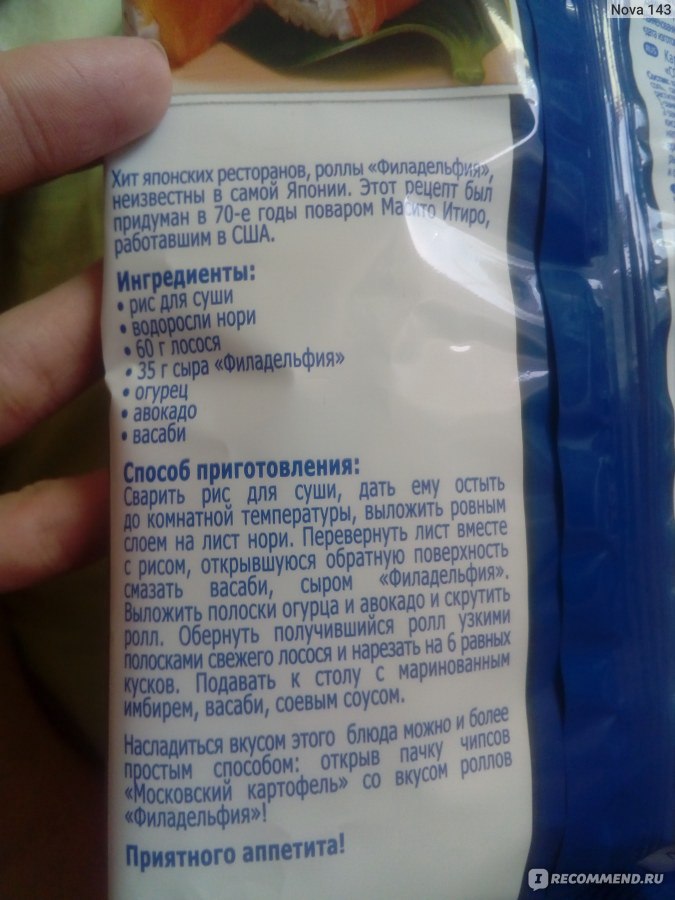 Nova 143
Хит японских ресторанов, роллы «Филадельфия»,
неизвестны в самой Японии. Этот рецепт был
придуман в 70-е годы поваром Масито Итиро,
работавшим в США.
Ингредиенты:
• рис для суши
• водоросли нори
• 60 г лосося
• 35 г сыра «Филадельфия»
• огурец
• авокадо
• васаби
Способ приготовления:
Сварить рис для суши, дать ему остыть
до комнатной температуры, выложить ровным
слоем на лист нори. Перевернуть лист вместе
с рисом, открывшуюся обратную поверхность
смазать васаби, сыром «Филадельфия».
Выложить полоски огурца и авокадо и скрутить
ролл. Обернуть получившийся ролл узкими
полосками свежего лосося и нарезать на 6 равных
кусков. Подавать к столу с маринованным
имбирем, васаби, соевым соусом.
Насладиться вкусом этого блюда можно и более
простым способом: открыв пачку чипсов
«Московский картофель» со вкусом роллов
«Филадельфия»!
Приятного аппетита!
RUS
IRECOMMEND.RU